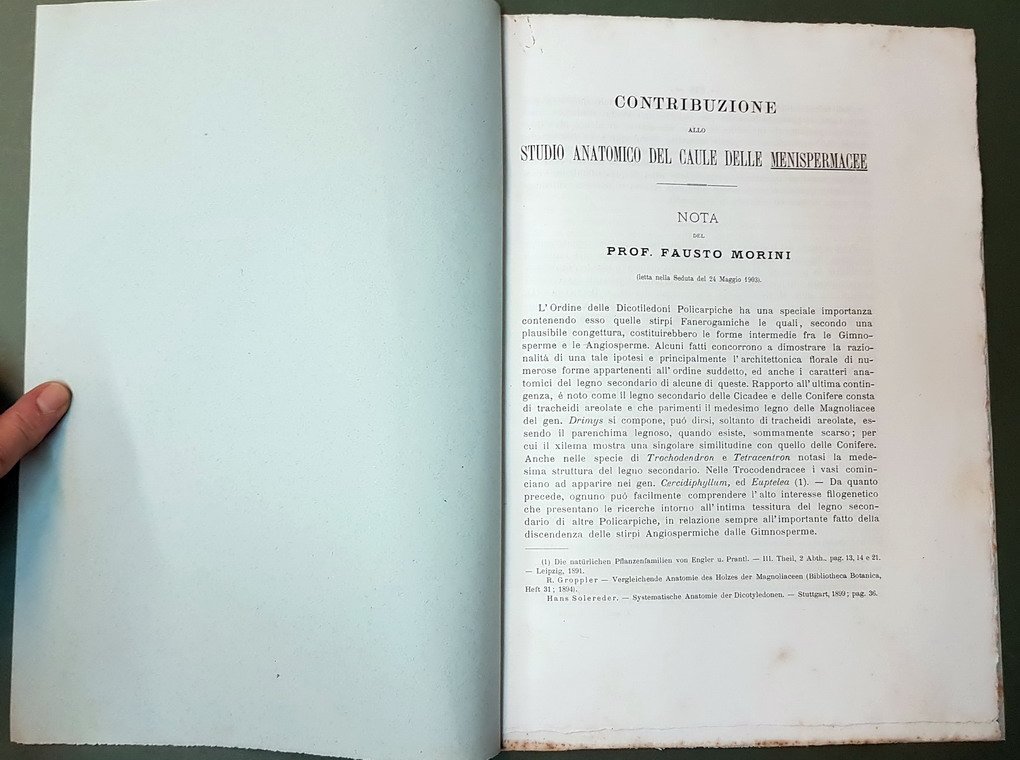 CONTRIBUZIONE
ALLO
STUDIO ANATOMICO DEL CAULE DELLE MENISPERMACEE
NOTA
DEL
PROF. FAUSTO MORINI
(letta nella Seduta del 24 Maggio 1903).
L'Ordine delle Dicotiledoni Policarpiche ha una speciale importanza
contenendo esso quelle stirpi Fanerogamiche le quali, secondo una
plausibile congettura, costituirebbero le forme intermedie fra le Gimno-
sperme e le Angiosperme. Alcuni fatti concorrono a dimostrare la razio-
nalità di una tale ipotesi e principalmente l'architettonica florale di nu-
merose forme appartenenti all'ordine suddetto, ed anche i caratteri ana-
tomici del legno secondario di alcune di queste. Rapporto all'ultima contin-
genza, è noto come il legno secondario delle Cicadee e delle Conifere consta
di tracheidi areolate e che parimenti il medesimo legno delle Magnoliacee
del gen. Drimys si compone, può dirsi, soltanto di tracheidi areolate, es-
sendo il parenchima legnoso, quando esiste, sommamente scarso; per
cui il xilema mostra una singolare similitudine con quello delle Conifere.
Anche nelle specie di Trochodendron e Tetracentron notasi la mede-
sima struttura del legno secondario. Nelle Trocodendracee i vasi comin-
ciano ad apparire nei gen. Cercidiphyllum, ed Euptelea (1). — Da quanto
precede, ognuno può facilmente comprendere l'alto interesse filogenetico
che presentano le ricerche intorno all'intima tessitura del legno secon-
dario di altre Policarpiche, in relazione sempre all'importante fatto della
discendenza delle stirpi Angiospermiche dalle Gimnosperme.
(1) Die natürlichen Pflanzenfamilien von Engler u. Prantl. — III. Theil, 2 Abth., pag. 13, 14 e 21.
— Leipzig, 1891.
R. Groppler — Vergleichende Anatomie des Holzes der Magnoliaceen (Bibliotheca Botanica,
Heft 31; 1894).
Hans Solereder. — Systematische Anatomie der Dicotyledonen. — Stuttgart, 1899; pag. 36.